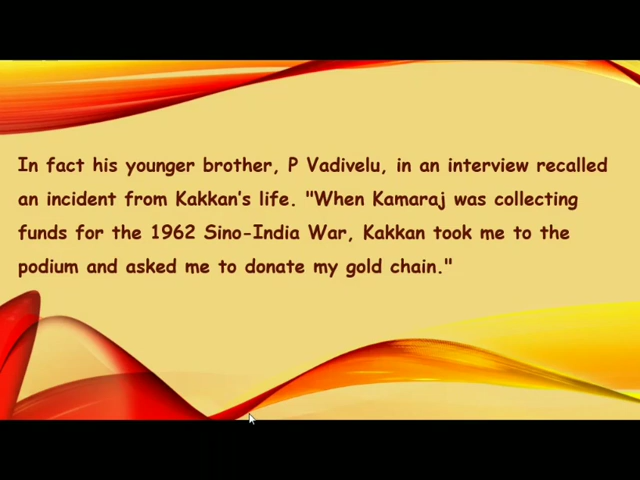 In fact his younger brother, P Vadivelu, in an interview recalled
an incident from Kakkan's life. "When Kamaraj was collecting
funds for the 1962 Sino-India War, Kakkan took me to the
podium and asked me to donate my gold chain."